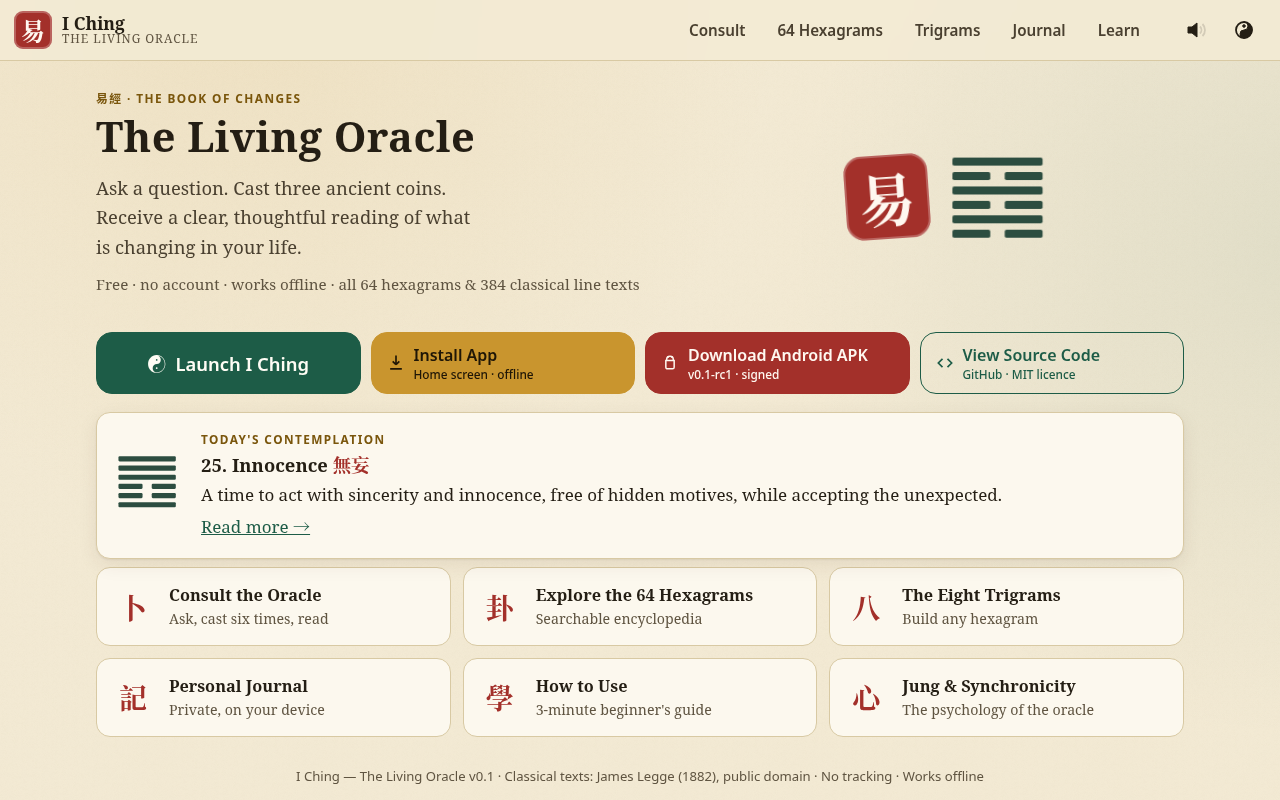 易
I Ching
THE LIVING ORACLE
Consult
64 Hexagrams
Trigrams
Journal
Learn
易經 · THE BOOK OF CHANGES
The Living Oracle
Ask a question. Cast three ancient coins.
Receive a clear, thoughtful reading of what
is changing in your life.
Free · no account · works offline · all 64 hexagrams & 384 classical line texts
易
Launch I Ching
Install App
Home screen · offline
Download Android APK
v0.1-rc1 · signed
View Source Code
GitHub · MIT licence
TODAY'S CONTEMPLATION
25. Innocence 無妄
A time to act with sincerity and innocence, free of hidden motives, while accepting the unexpected.
Read more →
卜
Consult the Oracle
Ask, cast six times, read
卦
Explore the 64 Hexagrams
Searchable encyclopedia
八
The Eight Trigrams
Build any hexagram
記
Personal Journal
Private, on your device
學
How to Use
3-minute beginner's guide
心
Jung & Synchronicity
The psychology of the oracle
I Ching — The Living Oracle v0.1 · Classical texts: James Legge (1882), public domain · No tracking · Works offline